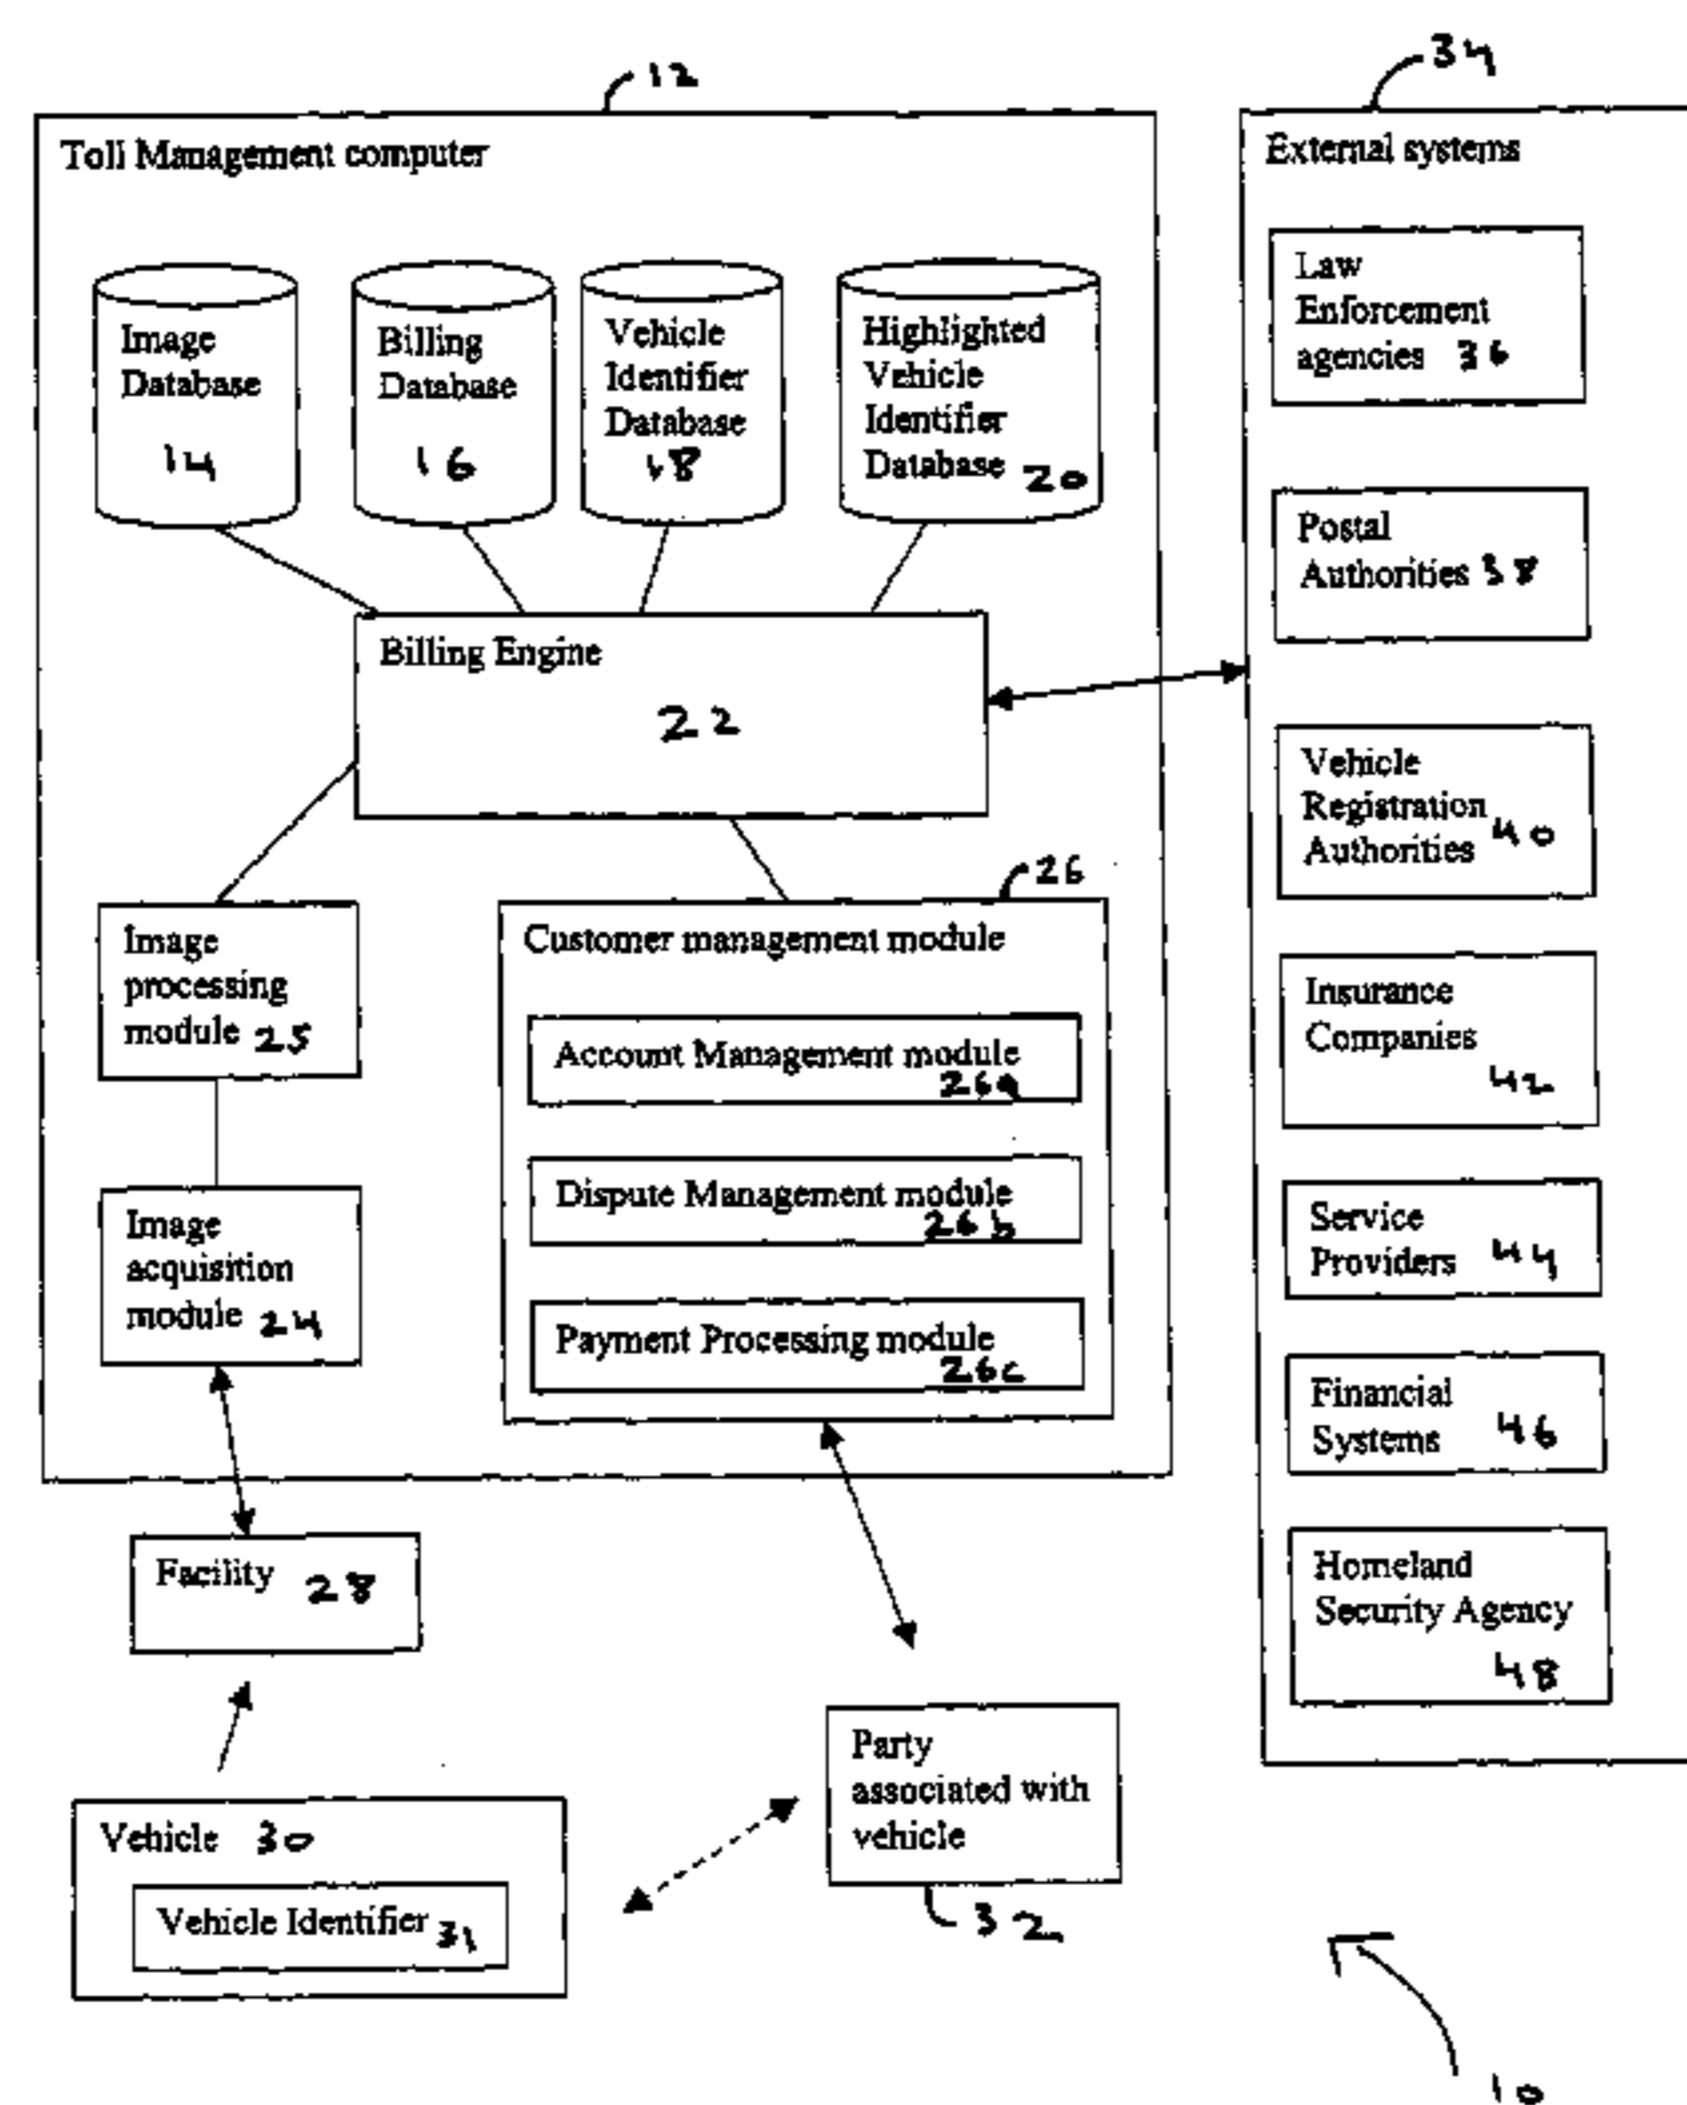 12
34
Toll Management computer
External systems
Image
Database
14
Billing
Database
16
Vehicle
Identifier
Database
18
Highlighted
Vehicle
Identifier
Database 20
Law
Enforcement
agencies 36
Postal
Authorities 38
Billing Engine
22
Vehicle
Registration
Authorities 40
26
Image
processing
module 25
Customer management module
Account Management module
26a
Dispute Management module
26b
Payment Processing module
26c
Insurance
Companies
42
Image
acquisition
module 24
Service
Providers 44
Financial
Systems 46
Facility 28
Homeland
Security Agency
48
Party
associated with
vehicle
32
Vehicle 30
Vehicle Identifier 31
10